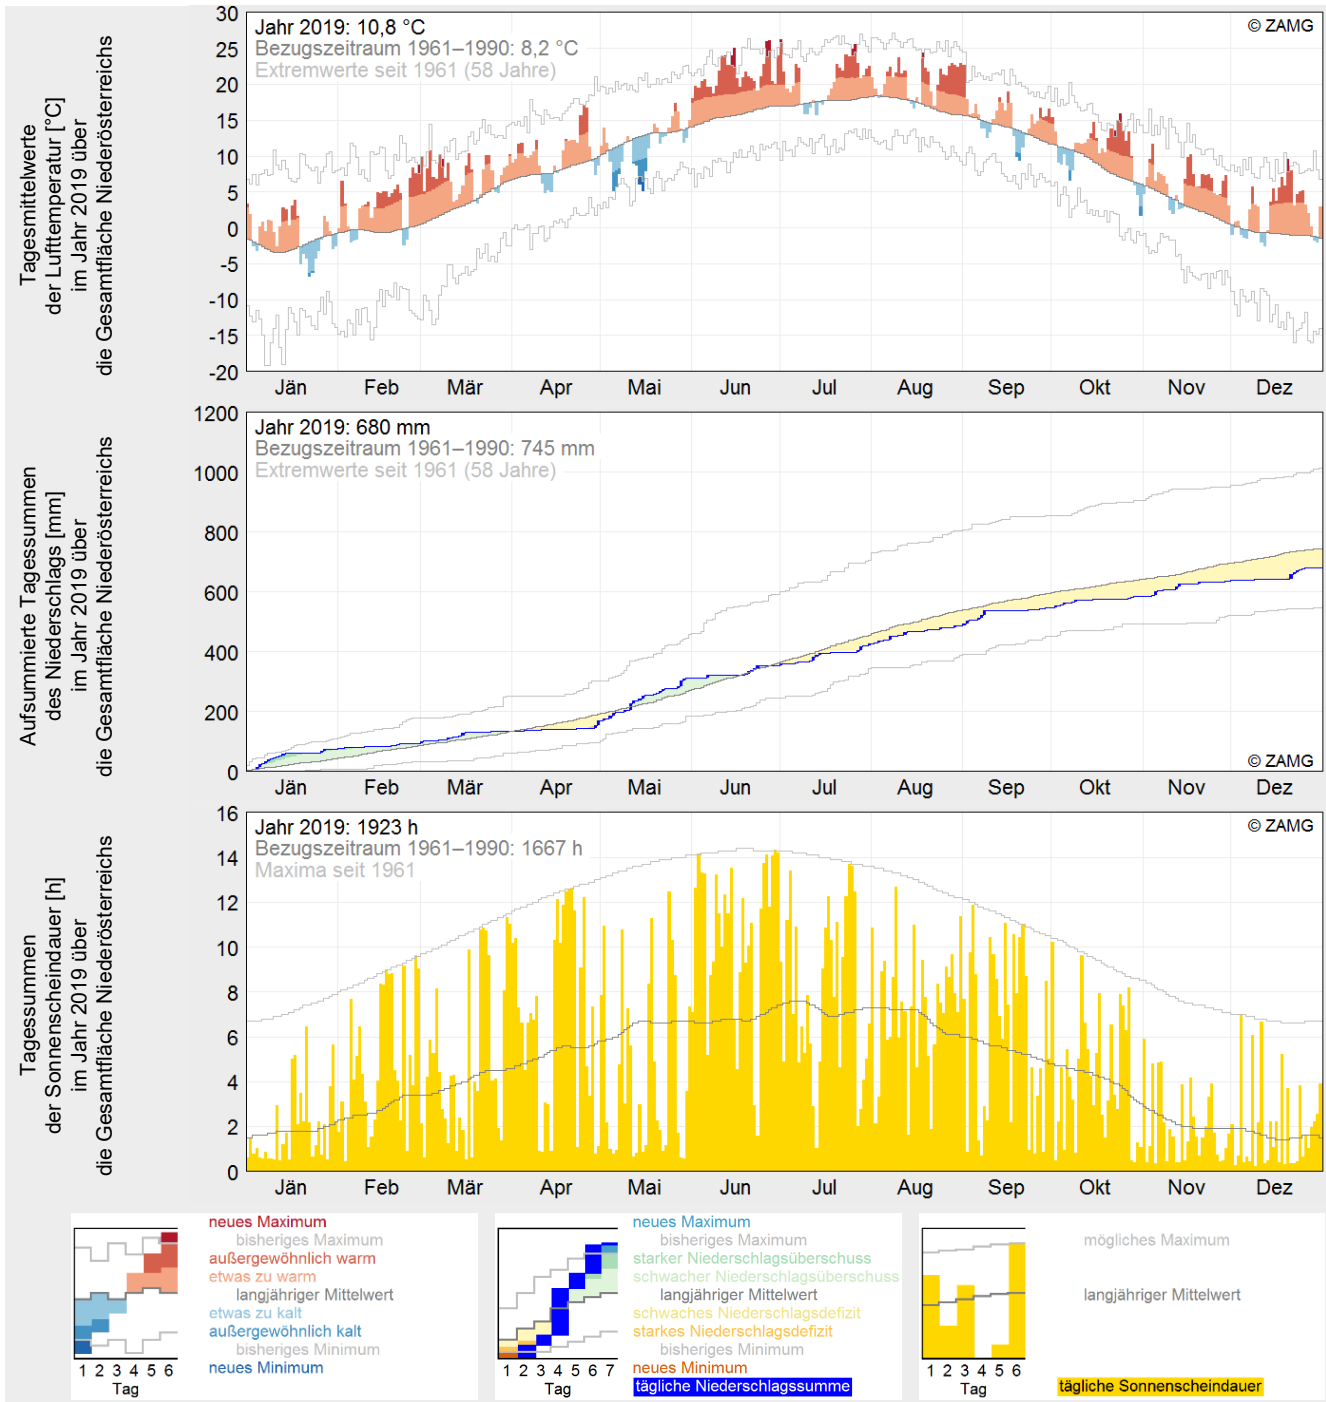 Tagesmittelwerte
der Lufttemperatur [°C]
im Jahr 2019 über
die Gesamtfläche Niederösterreichs
30
25
20
15
10
5
0
-5
-10
-15
-20
Jahr 2019: 10,8 °C
Bezugszeitraum 1961–1990: 8,2 °C
Extremwerte seit 1961 (58 Jahre)
© ZAMG
Jän Feb Mär Apr Mai Jun Jul Aug Sep Okt Nov Dez
Aufsummierte Tagessummen
des Niederschlags [mm]
im Jahr 2019 über
die Gesamtfläche Niederösterreichs
1200
1000
800
600
400
200
0
Jahr 2019: 680 mm
Bezugszeitraum 1961–1990: 745 mm
Extremwerte seit 1961 (58 Jahre)
© ZAMG
Jän Feb Mär Apr Mai Jun Jul Aug Sep Okt Nov Dez
Tagessummen
der Sonnenscheindauer [h]
im Jahr 2019 über
die Gesamtfläche Niederösterreichs
16
14
12
10
8
6
4
2
0
Jahr 2019: 1923 h
Bezugszeitraum 1961–1990: 1667 h
Maxima seit 1961
© ZAMG
Jän Feb Mär Apr Mai Jun Jul Aug Sep Okt Nov Dez
neues Maximum
bisheriges Maximum
außergewöhnlich warm
etwas zu warm
langjähriger Mittelwert
etwas zu kalt
außergewöhnlich kalt
bisheriges Minimum
neues Minimum
1 2 3 4 5 6
Tag
neues Maximum
bisheriges Maximum
starker Niederschlagsüberschuss
schwacher Niederschlagsüberschuss
langjähriger Mittelwert
schwaches Niederschlagsdefizit
starkes Niederschlagsdefizit
bisheriges Minimum
neues Minimum
tägliche Niederschlagssumme
1 2 3 4 5 6 7
Tag
mögliches Maximum
langjähriger Mittelwert
tägliche Sonnenscheindauer
1 2 3 4 5 6
Tag